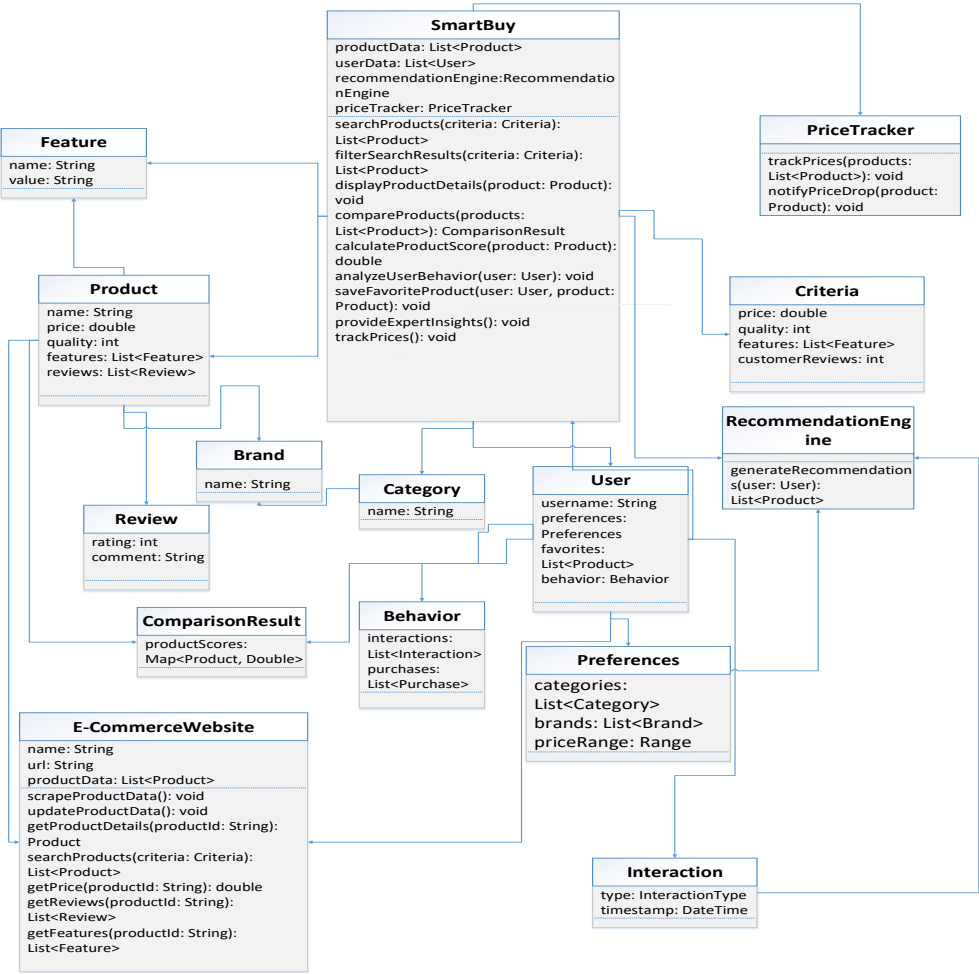 SmartBuy
productData: List<Product>
userData: List<User>
recommendationEngine:Recommendatio
nEngine
priceTracker: PriceTracker
searchProducts(criteria: Criteria):
List<Product>
filterSearchResults(criteria: Criteria):
List<Product>
displayProductDetails(product: Product):
void
compareProducts(products:
List<Product>): ComparisonResult
calculateProductScore(product: Product):
double
analyzeUserBehavior(user: User): void
saveFavoriteProduct(user: User, product:
Product): void
provideExpertInsights(): void
trackPrices(): void
PriceTracker
trackPrices(products:
List<Product>): void
notifyPriceDrop(product:
Product): void
Feature
name: String
value: String
Product
name: String
price: double
quality: int
features: List<Feature>
reviews: List<Review>
Criteria
price: double
quality: int
features: List<Feature>
customerReviews: int
RecommendationEng
ine
generateRecommendation
s(user: User):
List<Product>
Brand
name: String
Category
name: String
User
username: String
preferences:
Preferences
favorites:
List<Product>
behavior: Behavior
Review
rating: int
comment: String
ComparisonResult
productScores:
Map<Product, Double>
Behavior
interactions:
List<Interaction>
purchases:
List<Purchase>
Preferences
categories:
List<Category>
brands: List<Brand>
priceRange: Range
E-CommerceWebsite
name: String
url: String
productData: List<Product>
scrapeProductData(): void
updateProductData(): void
getProductDetails(productId: String):
Product
searchProducts(criteria: Criteria):
List<Product>
getPrice(productId: String): double
getReviews(productId: String):
List<Review>
getFeatures(productId: String):
List<Feature>
Interaction
type: InteractionType
timestamp: DateTime